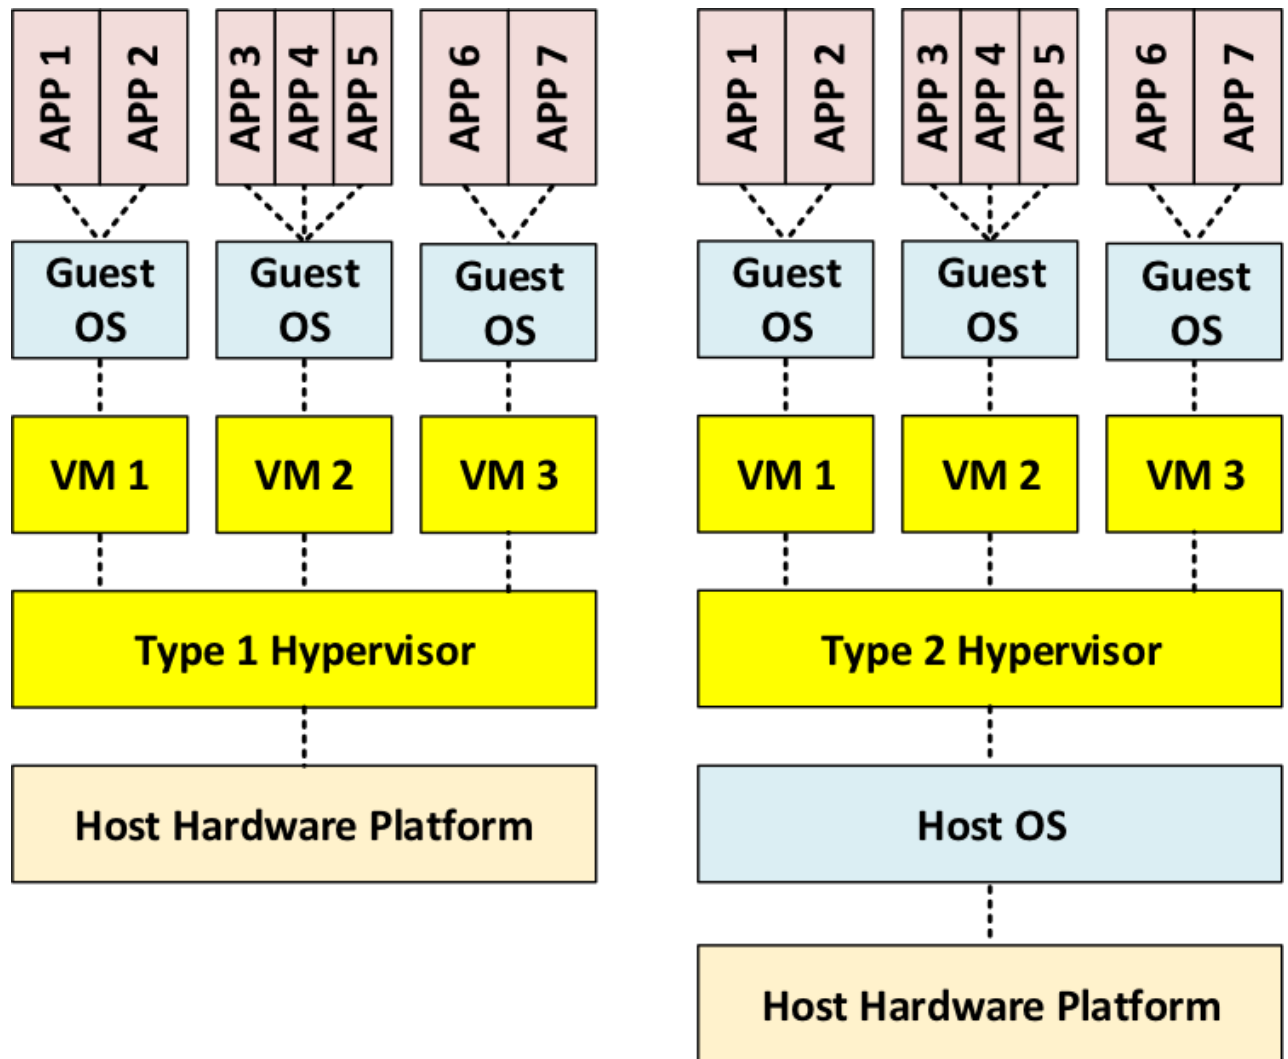 APP 1
APP 2
APP 3
APP 4
APP 5
APP 6
APP 7
Guest
OS
Guest
OS
Guest
OS
VM 1
VM 2
VM 3
Type 1 Hypervisor
Host Hardware Platform
APP 1
APP 2
APP 3
APP 4
APP 5
APP 6
APP 7
Guest
OS
Guest
OS
Guest
OS
VM 1
VM 2
VM 3
Type 2 Hypervisor
Host OS
Host Hardware Platform